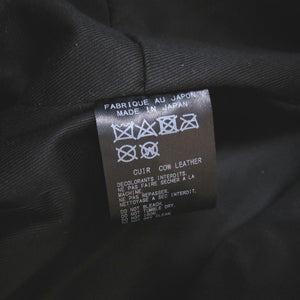 FABRIQUE AU JAPON
MADE IN JAPAN
CUIR COW LEATHER
DECOLORANTS INTERDITS.
NE PAS FAIRE SECHER A LA
MACHINE.
NE PAS REPASSER.
NETTOYAGE A SEC INTERDIT.
DO NOT BLEACH.
DO NOT TUMBLE DRY.
DO NOT IRON.
DO NOT DRY CLEAN.